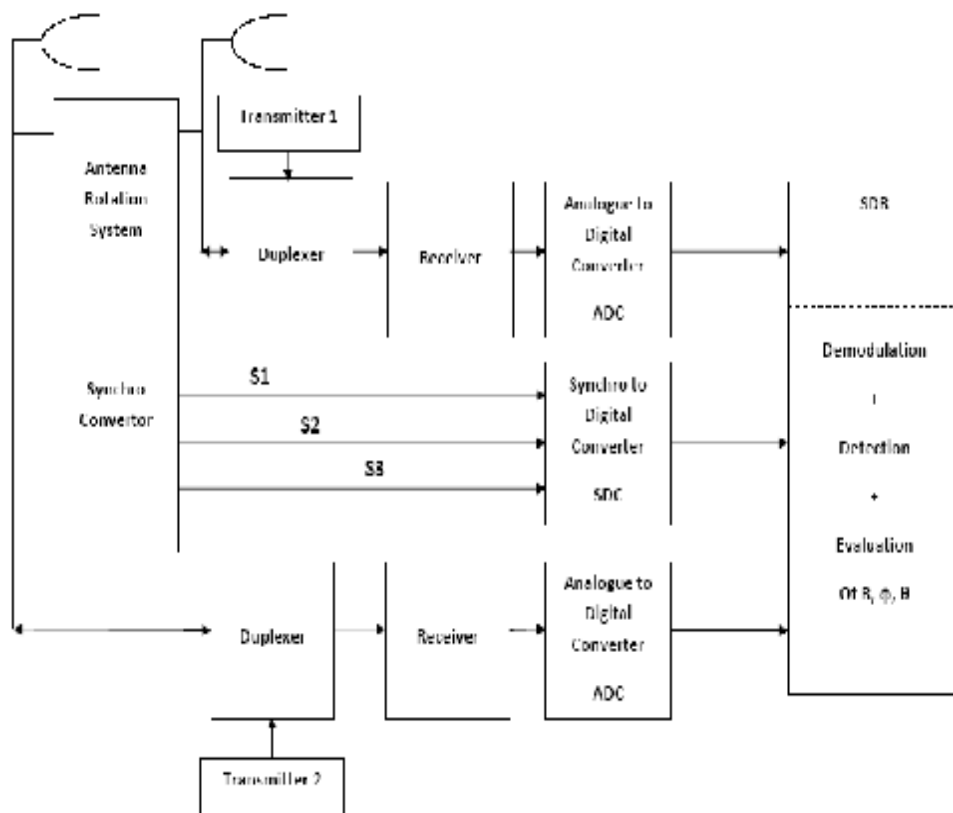 Transmitter 1
Antenna
Rotation
System
Duplexer
Receiver
Analogue to
Digital
Converter
ADC
SDR
Synchro
Convertor
S1
S2
S3
Synchro to
Digital
Converter
SDC
Demodulation
+
Detection
+
Evaluation
Of R, φ, θ
Duplexer
Receiver
Analogue to
Digital
Converter
ADC
Transmitter 2